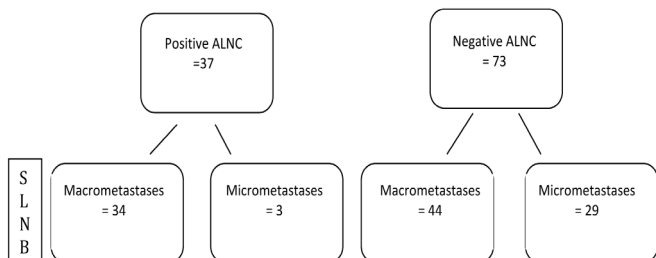 Positive ALNC
=37
Negative ALNC
= 73
S
L
N
B
Macrometastases
= 34
Micrometastases
= 3
Macrometastases
= 44
Micrometastases
= 29